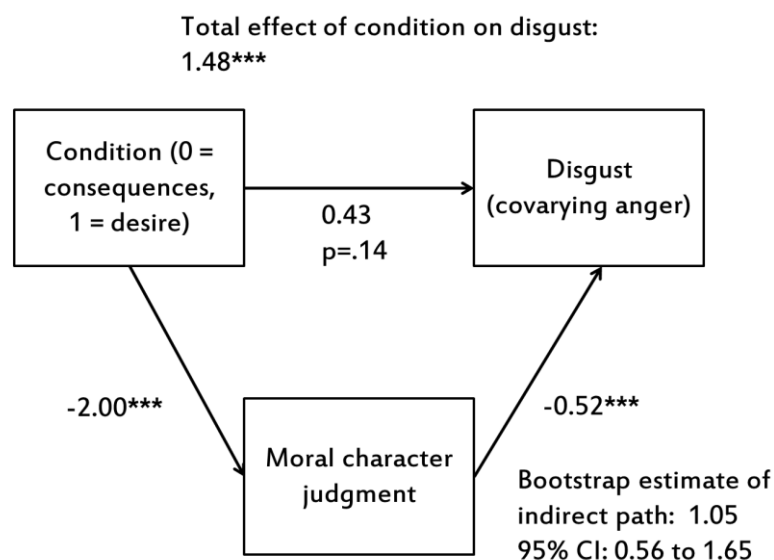 Total effect of condition on disgust:
1.48***
Condition (0 =
consequences,
1 = desire)
Disgust
(covarying anger)
0.43
p=.14
-2.00***
-0.52***
Moral character
judgment
Bootstrap estimate of
indirect path:  1.05
95% CI: 0.56 to 1.65